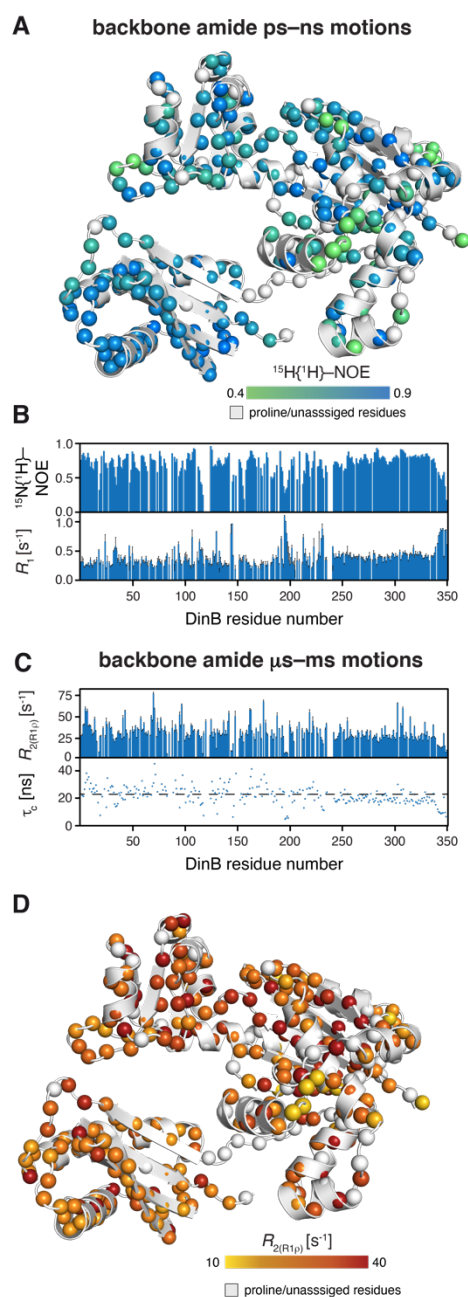 A backbone amide ps–ns motions
¹⁵H{¹H}–NOE
0.4 0.9
proline/unasssiged residues
B
¹⁵N{¹H}–
NOE
1.0
0.5
0.0
R₁ [s⁻¹]
1.0
0.5
0.0
50 100 150 200 250 300 350
DinB residue number
C backbone amide μs–ms motions
R₂(R1ρ) [s⁻¹]
75
50
25
0
τc [ns]
40
20
0
50 100 150 200 250 300 350
DinB residue number
D
R₂(R1ρ) [s⁻¹]
10 40
proline/unasssiged residues